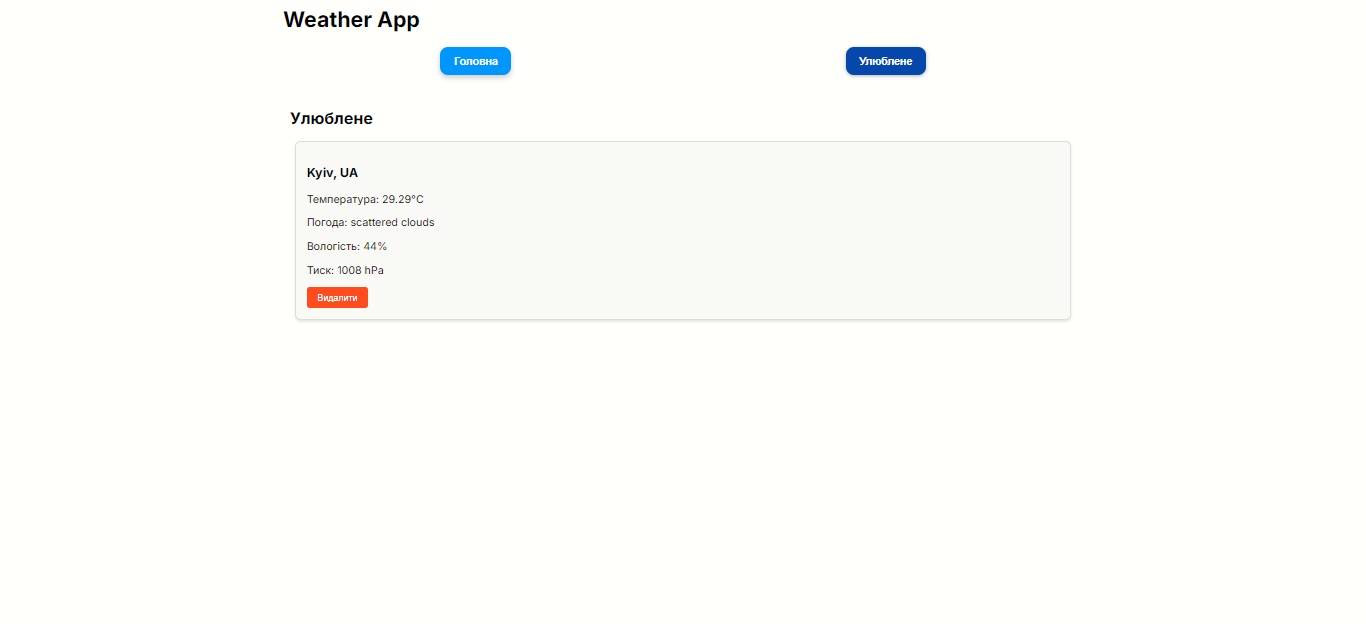 Weather App
Головна
Улюблене
Улюблене
Kyiv, UA
Температура: 29.29°C
Погода: scattered clouds
Вологість: 44%
Тиск: 1008 hPa
Видалити